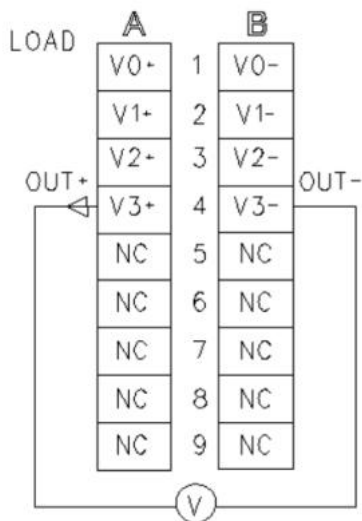 A B
LOAD
V0+ 1 V0-
V1+ 2 V1-
V2+ 3 V2-
OUT+ OUT-
V3+ 4 V3-
NC 5 NC
NC 6 NC
NC 7 NC
NC 8 NC
NC 9 NC
V